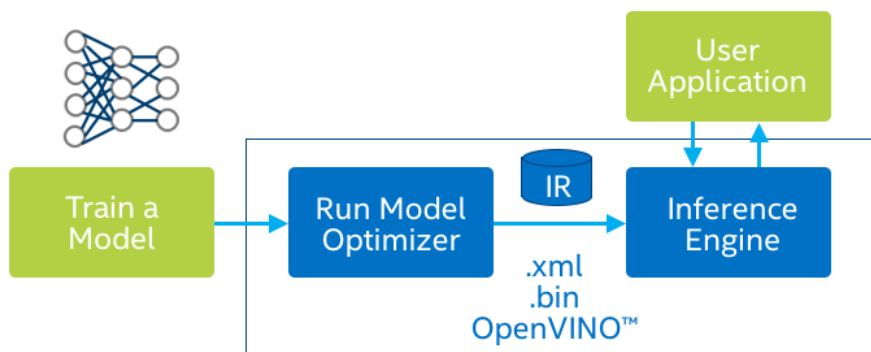 User
Application
IR
Train a
Model
Run Model
Optimizer
Inference
Engine
.xml
.bin
OpenVINO™